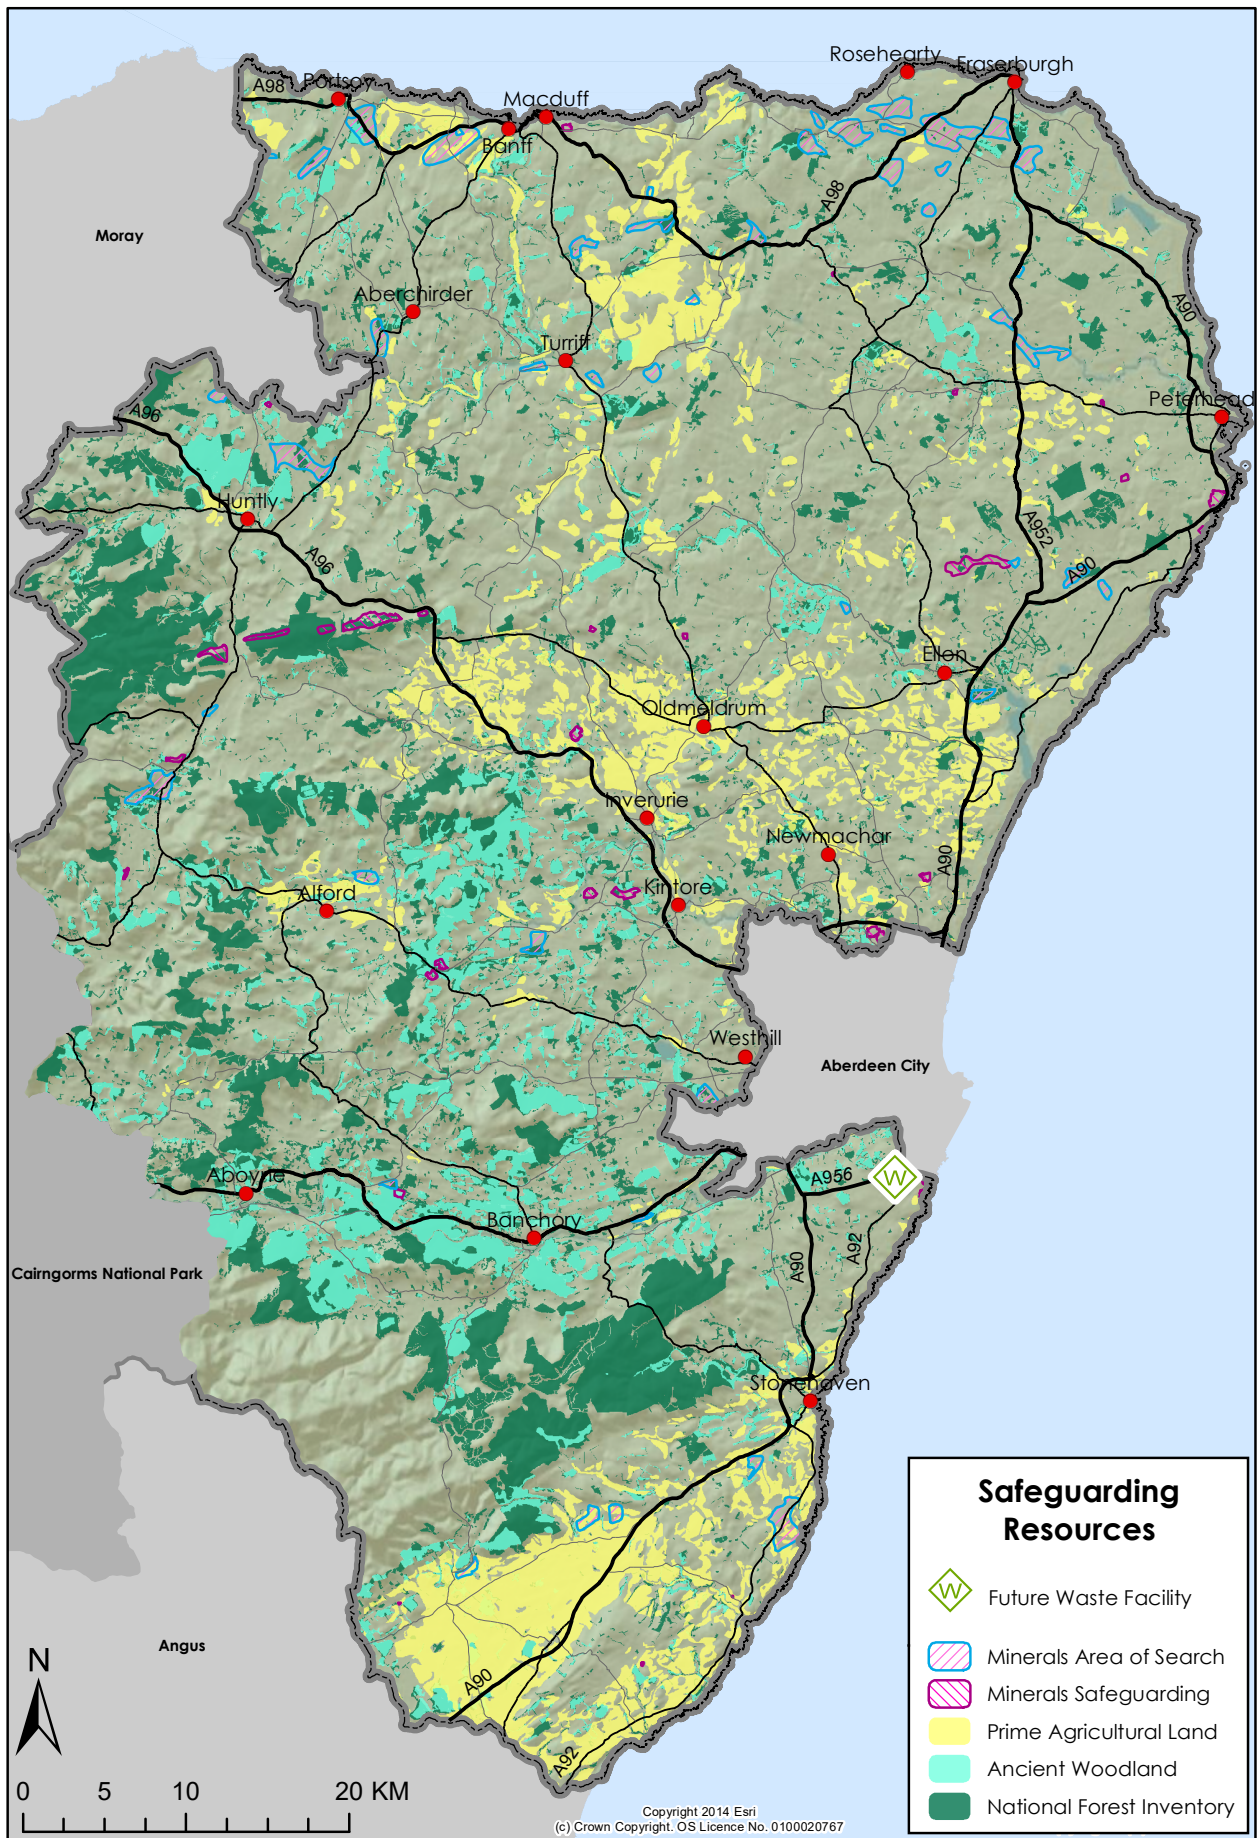 Rosehearty
Fraserburgh
A98
Portsoy
Macduff
Banff
A98
Moray
A90
Aberchirder
Turriff
Peterhead
A96
Huntly
A952
A96
A90
Ellon
Oldmeldrum
Inverurie
Newmachar
A90
Kintore
Alford
Westhill
Aberdeen City
A956
W
Aboyne
Banchory
A90
A92
Cairngorms National Park
Stonehaven
Angus
A90
A92
N
0 5 10 20 KM
Copyright 2014 Esri
(c) Crown Copyright. OS Licence No. 0100020767
Safeguarding
Resources
W Future Waste Facility
Minerals Area of Search
Minerals Safeguarding
Prime Agricultural Land
Ancient Woodland
National Forest Inventory